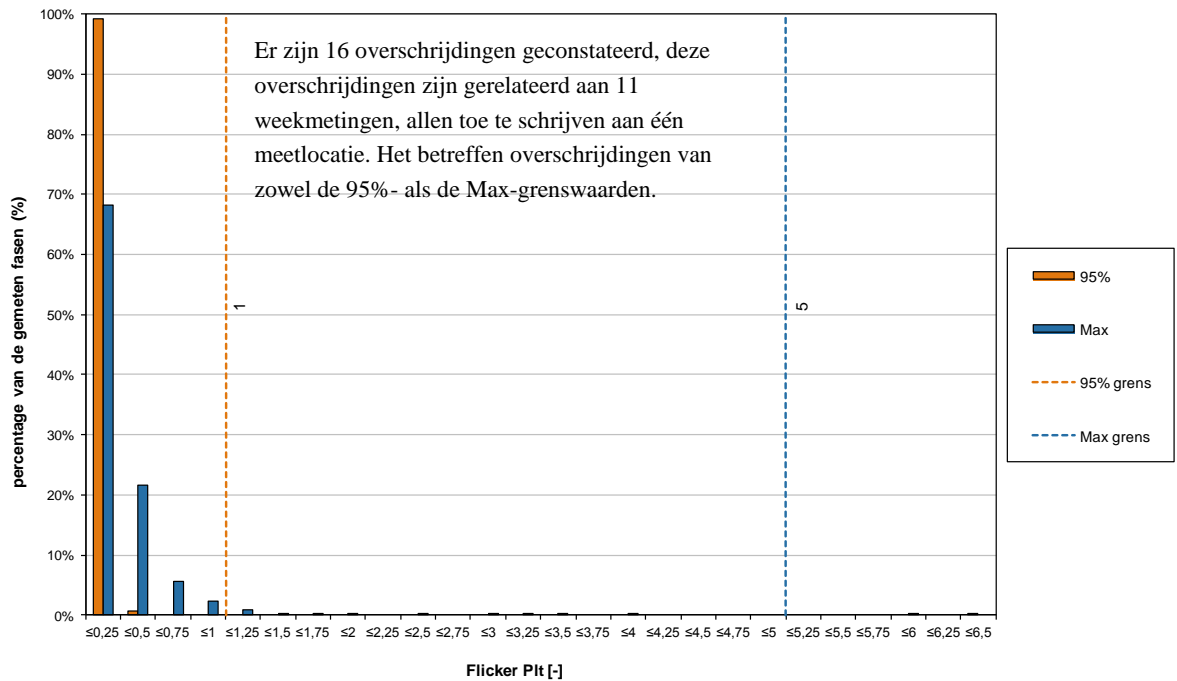 100%
90%
80%
70%
60%
50%
40%
30%
20%
10%
0%
percentage van de gemeten fasen (%)
Er zijn 16 overschrijdingen geconstateerd, deze
overschrijdingen zijn gerelateerd aan 11
weekmetingen, allen toe te schrijven aan één
meetlocatie. Het betreffen overschrijdingen van
zowel de 95%- als de Max-grenswaarden.
1
5
≤0,25 ≤0,5 ≤0,75 ≤1 ≤1,25 ≤1,5 ≤1,75 ≤2 ≤2,25 ≤2,5 ≤2,75 ≤3 ≤3,25 ≤3,5 ≤3,75 ≤4 ≤4,25 ≤4,5 ≤4,75 ≤5 ≤5,25 ≤5,5 ≤5,75 ≤6 ≤6,25 ≤6,5
Flicker Plt [-]
95%
Max
95% grens
Max grens